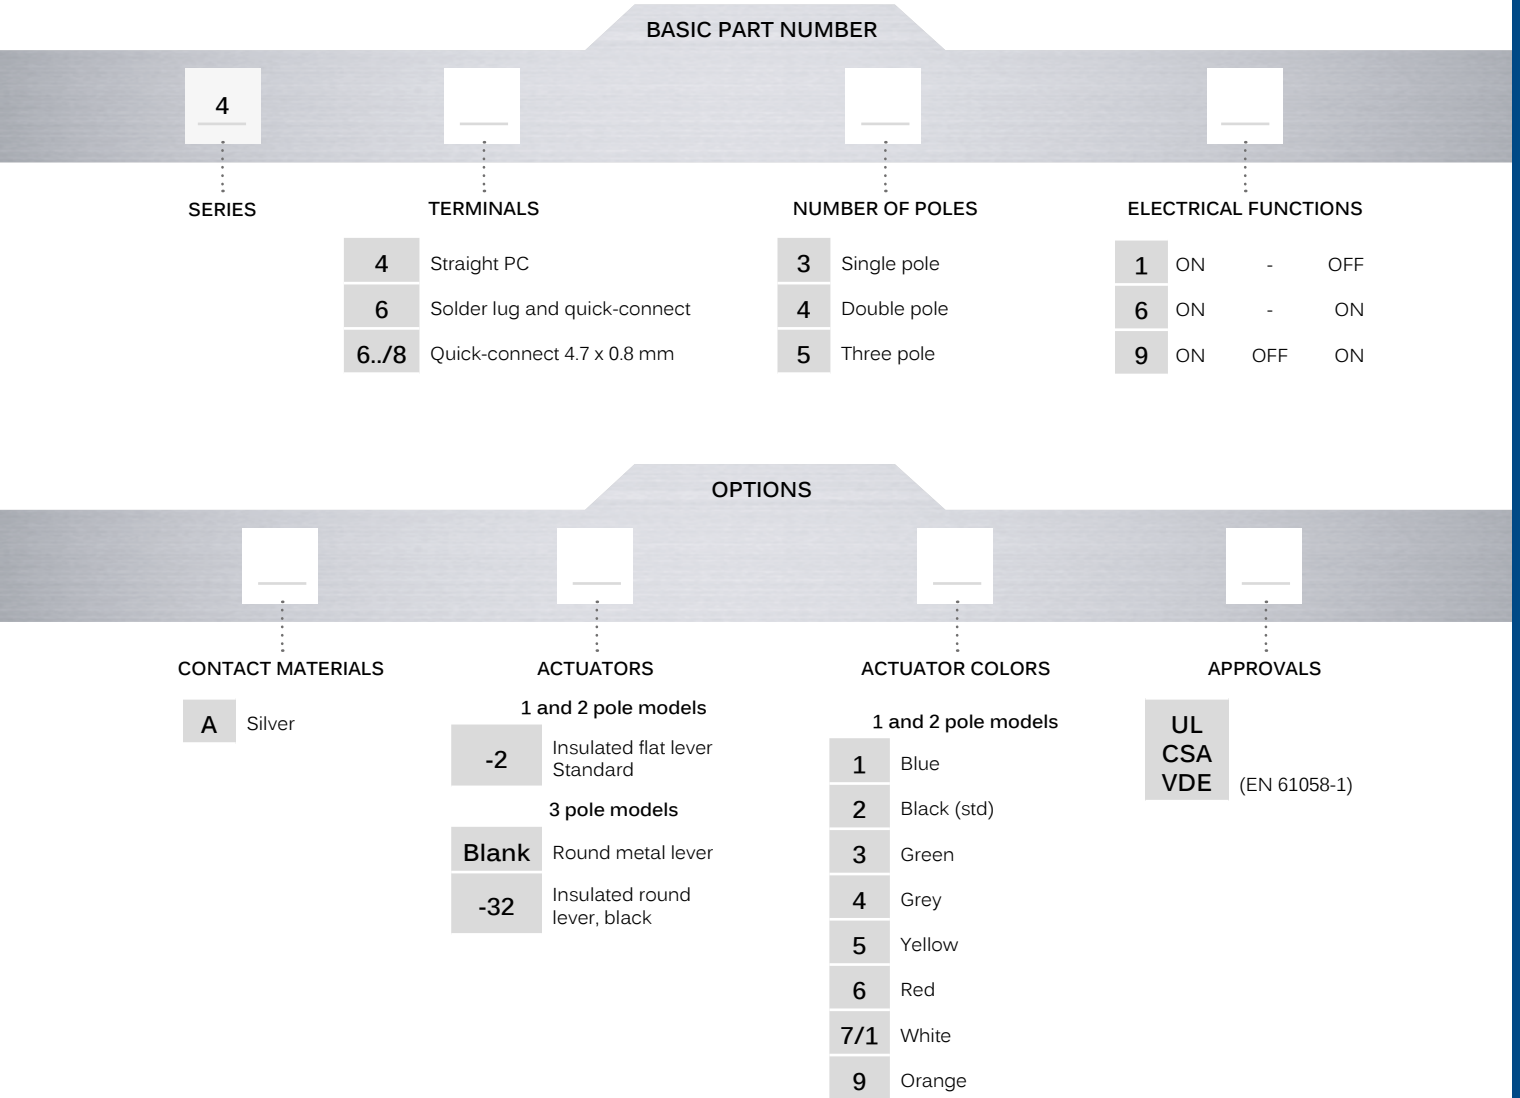 BASIC PART NUMBER
4
SERIES
TERMINALS
4 Straight PC
6 Solder lug and quick-connect
6../8 Quick-connect 4.7 x 0.8 mm
NUMBER OF POLES
3 Single pole
4 Double pole
5 Three pole
ELECTRICAL FUNCTIONS
1 ON - OFF
6 ON - ON
9 ON OFF ON
OPTIONS
CONTACT MATERIALS
A Silver
ACTUATORS
1 and 2 pole models
-2 Insulated flat lever
Standard
3 pole models
Blank Round metal lever
-32 Insulated round
lever, black
ACTUATOR COLORS
1 and 2 pole models
1 Blue
2 Black (std)
3 Green
4 Grey
5 Yellow
6 Red
7/1 White
9 Orange
APPROVALS
UL
CSA
VDE (EN 61058-1)